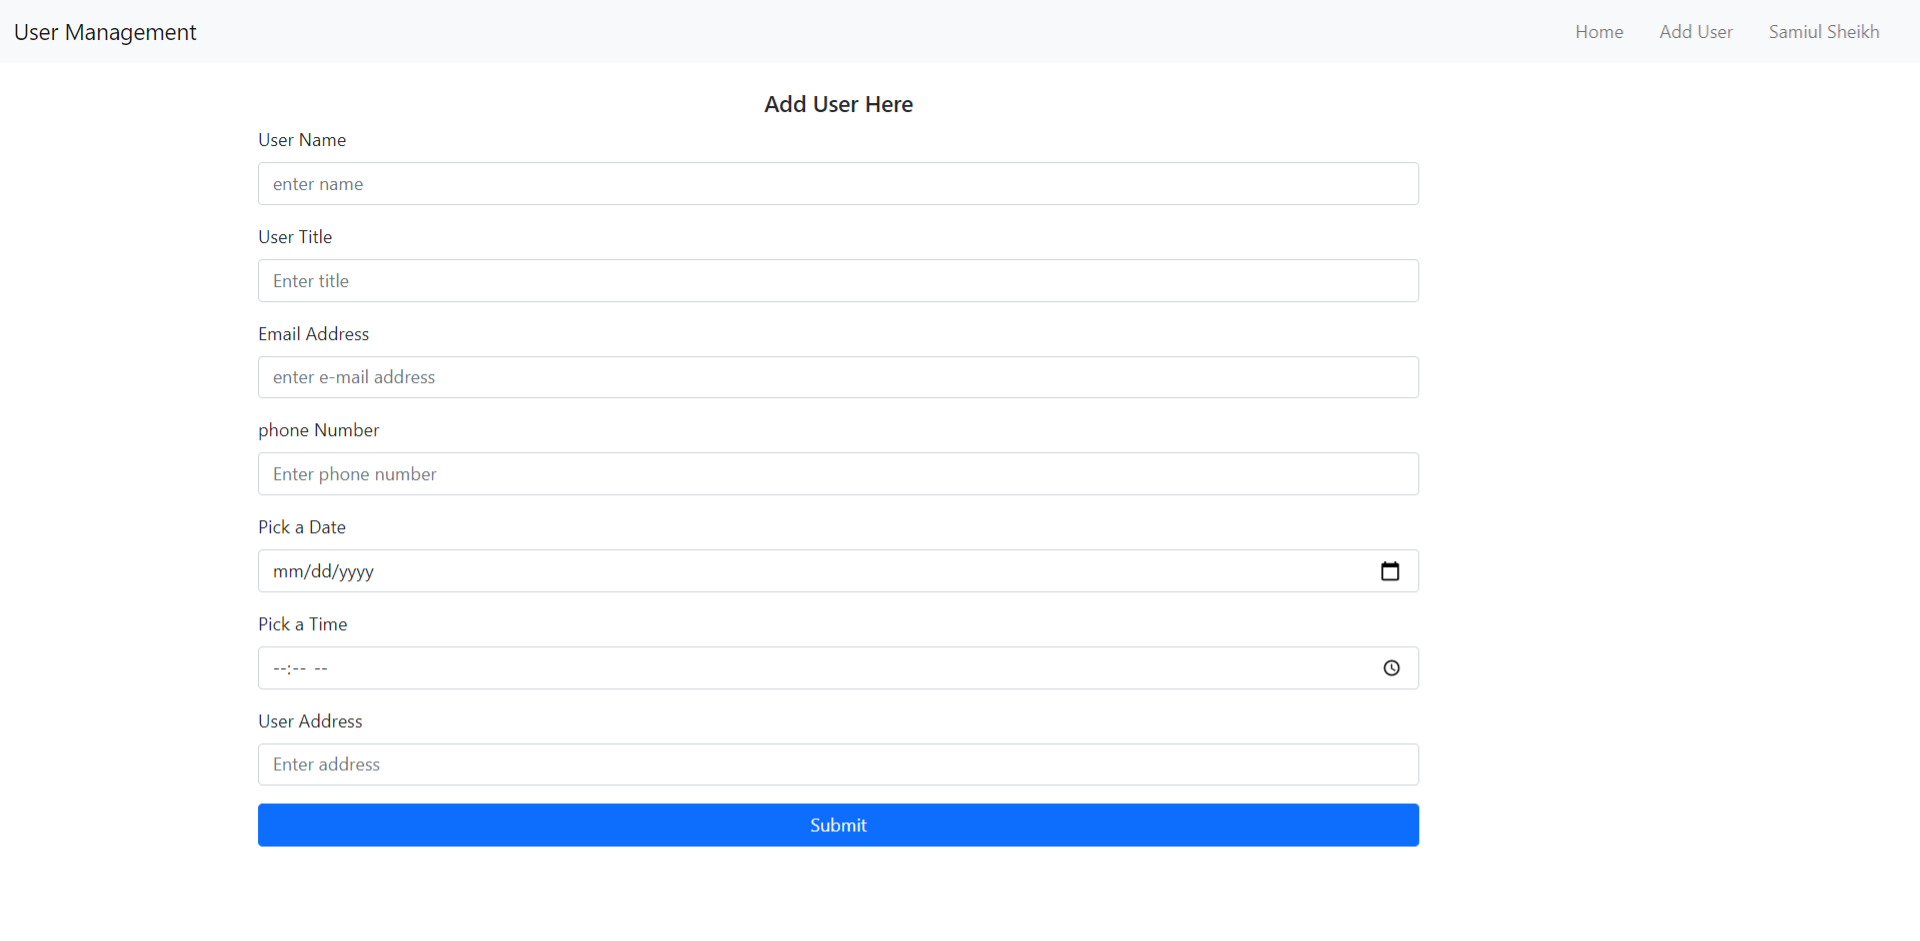 User Management
Home Add User Samiul Sheikh
Add User Here
User Name
enter name
User Title
Enter title
Email Address
enter e-mail address
phone Number
Enter phone number
Pick a Date
mm/dd/yyyy
Pick a Time
--:-- --
User Address
Enter address
Submit